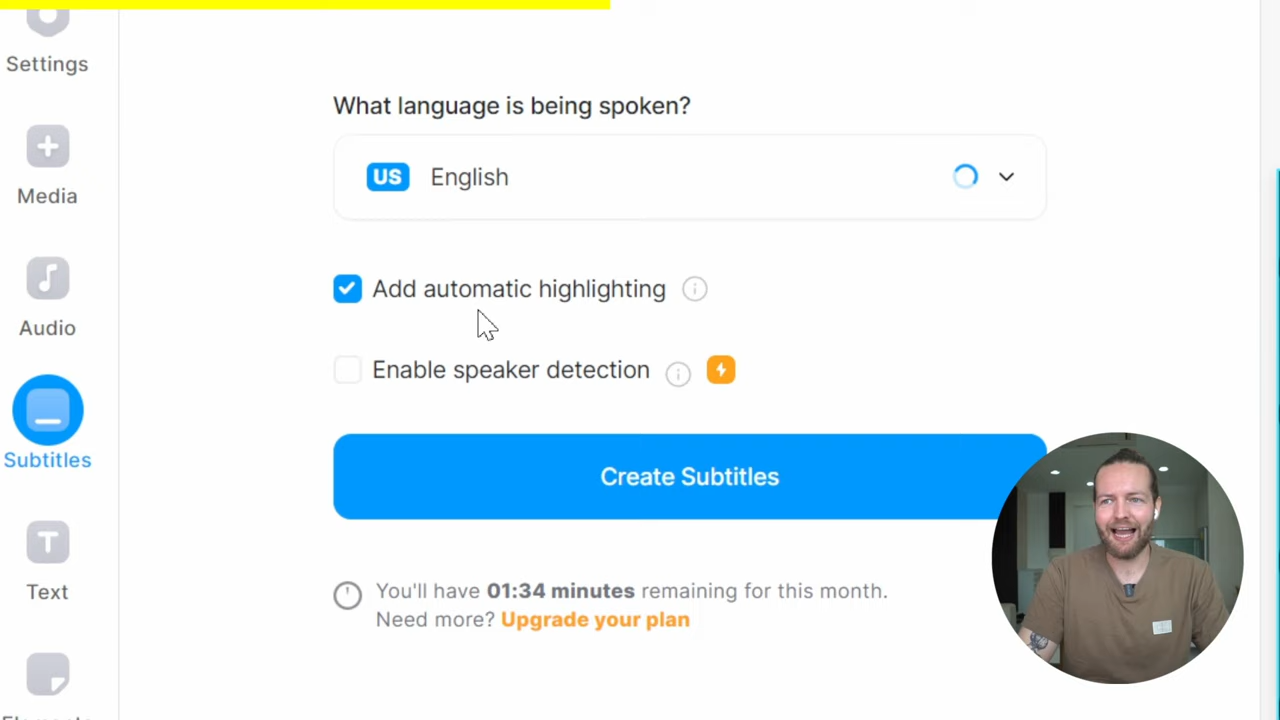 Settings
Media
Audio
Subtitles
Text
What language is being spoken?
US English
Add automatic highlighting
Enable speaker detection
Create Subtitles
You'll have 01:34 minutes remaining for this month.
Need more? Upgrade your plan